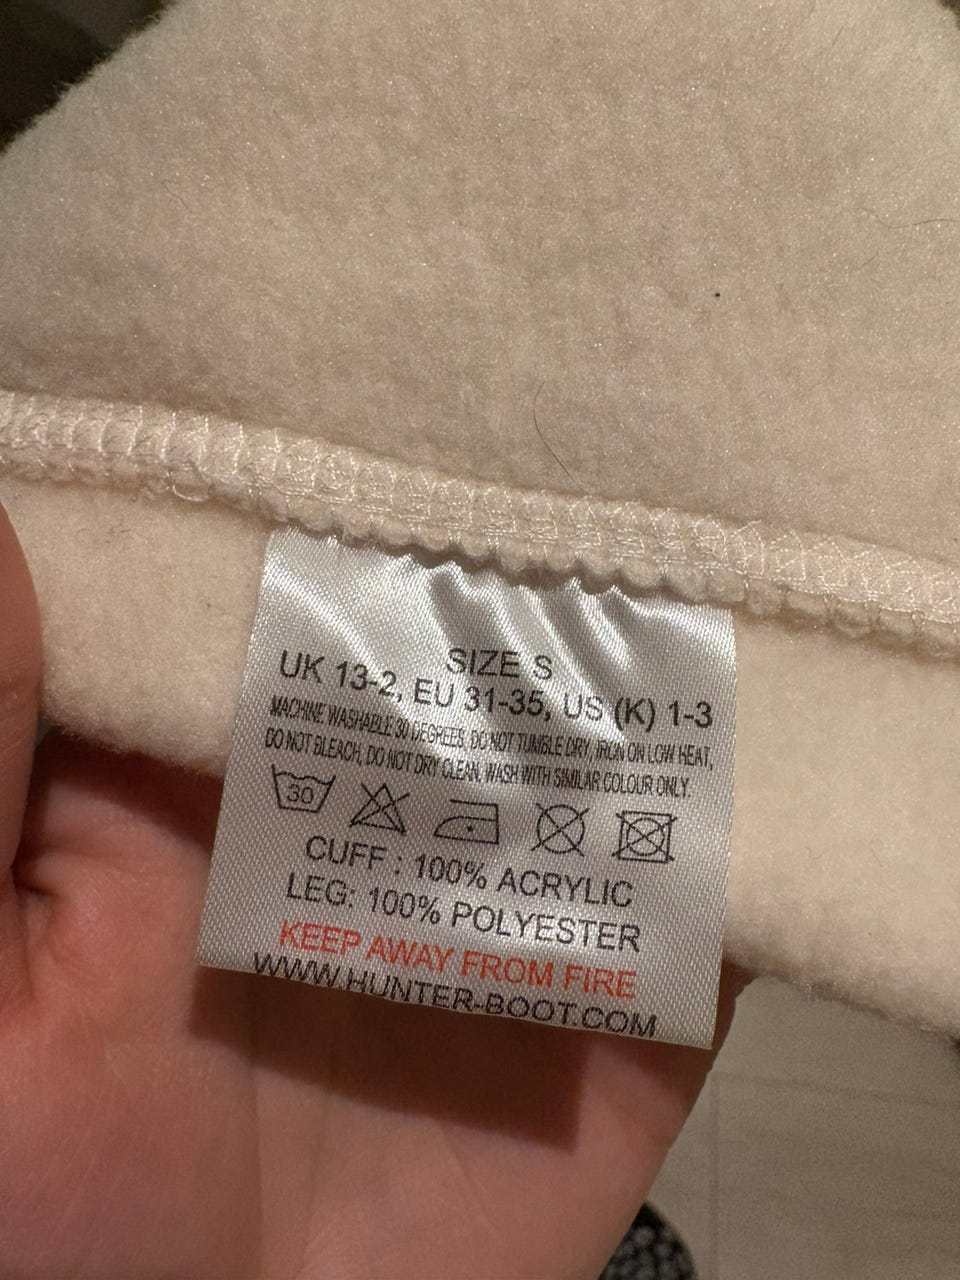 SIZE S
UK 13-2, EU 31-35, US (K) 1-3
MACHINE WASHABLE 30 DEGREES, DO NOT TUMBLE DRY, IRON ON LOW HEAT,
DO NOT BLEACH, DO NOT DRY CLEAN, WASH WITH SIMILAR COLOUR ONLY.
30
CUFF : 100% ACRYLIC
LEG: 100% POLYESTER
KEEP AWAY FROM FIRE
WWW.HUNTER-BOOT.COM